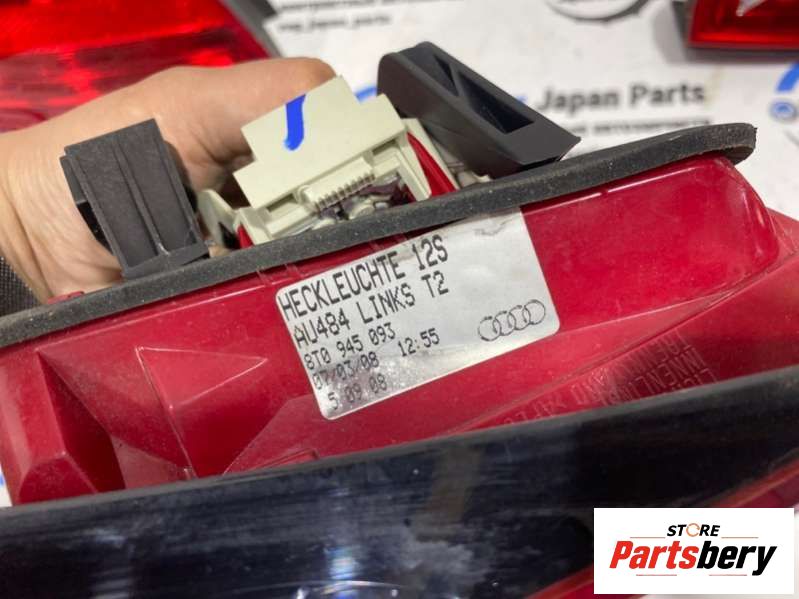 Japan Parts
HECKLEUCHTE 12S
AU484 LINKS T2
8T0 945 093
07/03/08 12:55
5 09 08
STORE
Partsbery